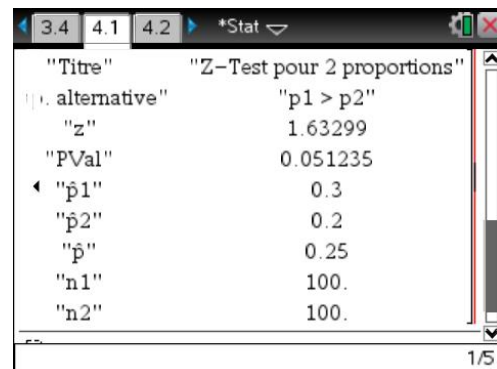 3.4 4.1 4.2 *Stat
"Titre" "Z-Test pour 2 proportions"
p. alternative" "p1 > p2"
"z" 1.63299
"PVal" 0.051235
"p̂1" 0.3
"p̂2" 0.2
"p̂" 0.25
"n1" 100.
"n2" 100.
1/5